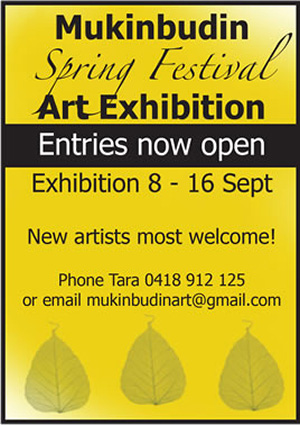 Mukinbudin
Spring Festival
Art Exhibition
Entries now open
Exhibition 8 - 16 Sept
New artists most welcome!
Phone Tara 0418 912 125
or email mukinbudinart@gmail.com